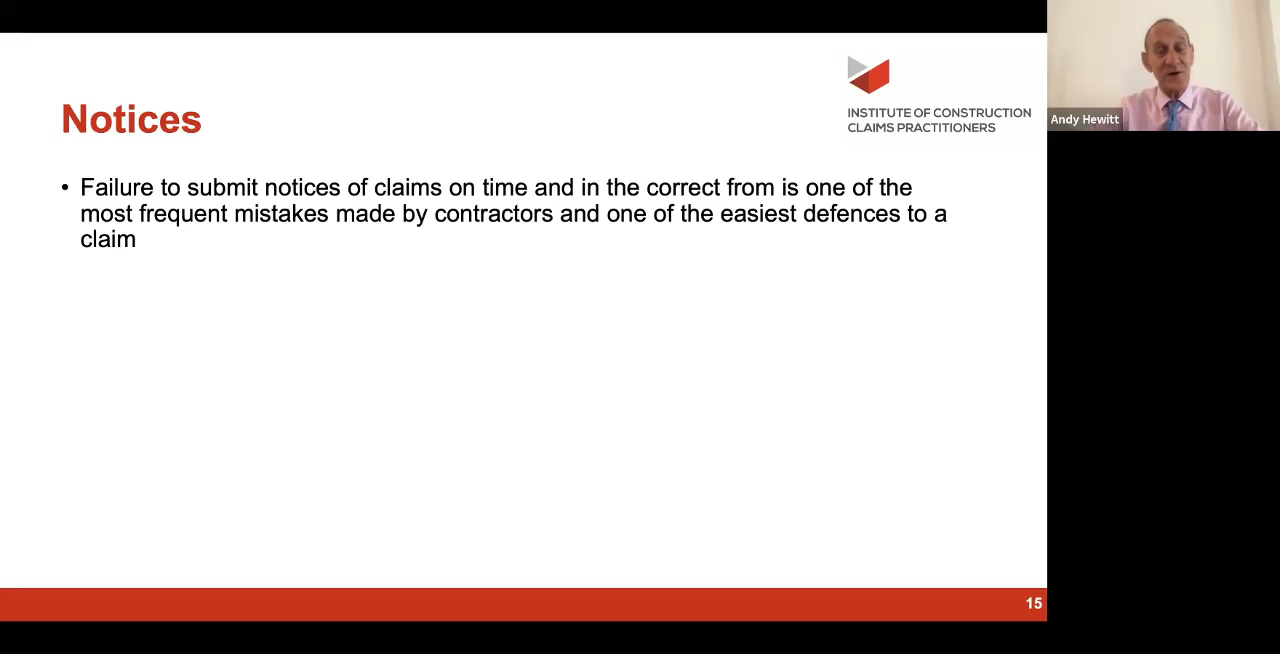 INSTITUTE OF CONSTRUCTION
CLAIMS PRACTITIONERS
Andy Hewitt
Notices
• Failure to submit notices of claims on time and in the correct from is one of the
most frequent mistakes made by contractors and one of the easiest defences to a
claim
15